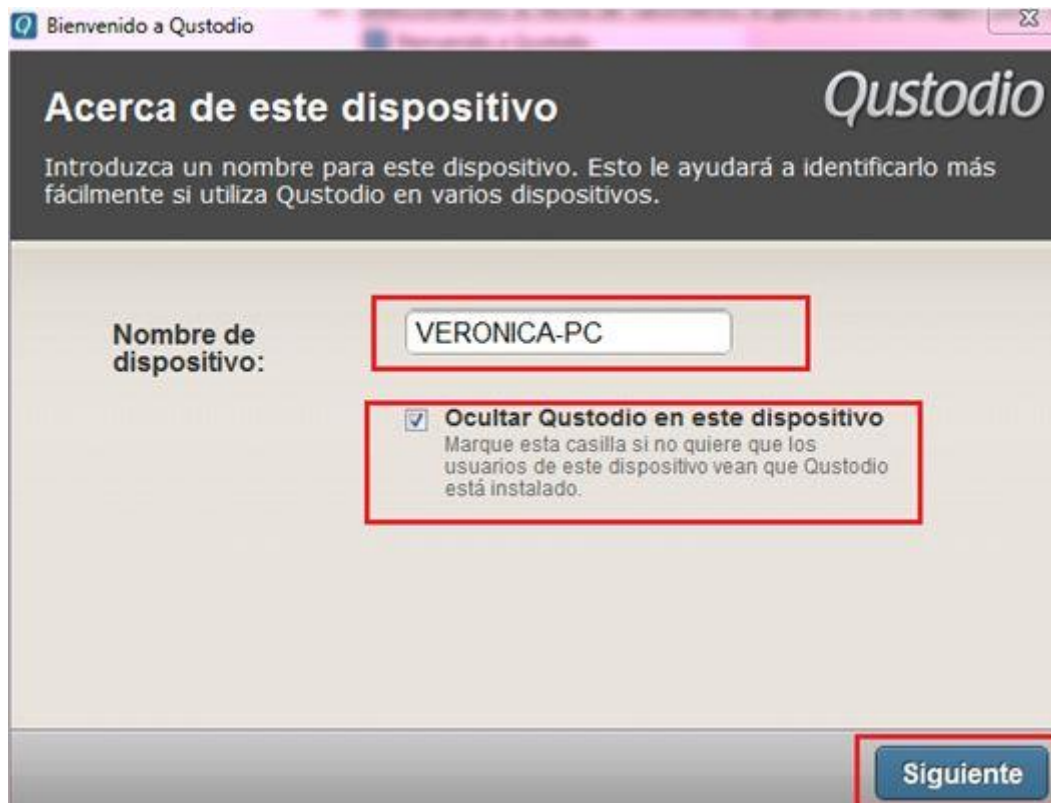 Bienvenido a Qustodio
Acerca de este dispositivo
Qustodio
Introduzca un nombre para este dispositivo. Esto le ayudará a identificarlo más
fácilmente si utiliza Qustodio en varios dispositivos.
Nombre de
dispositivo:
VERONICA-PC
Ocultar Qustodio en este dispositivo
Marque esta casilla si no quiere que los
usuarios de este dispositivo vean que Qustodio
está instalado.
Siguiente